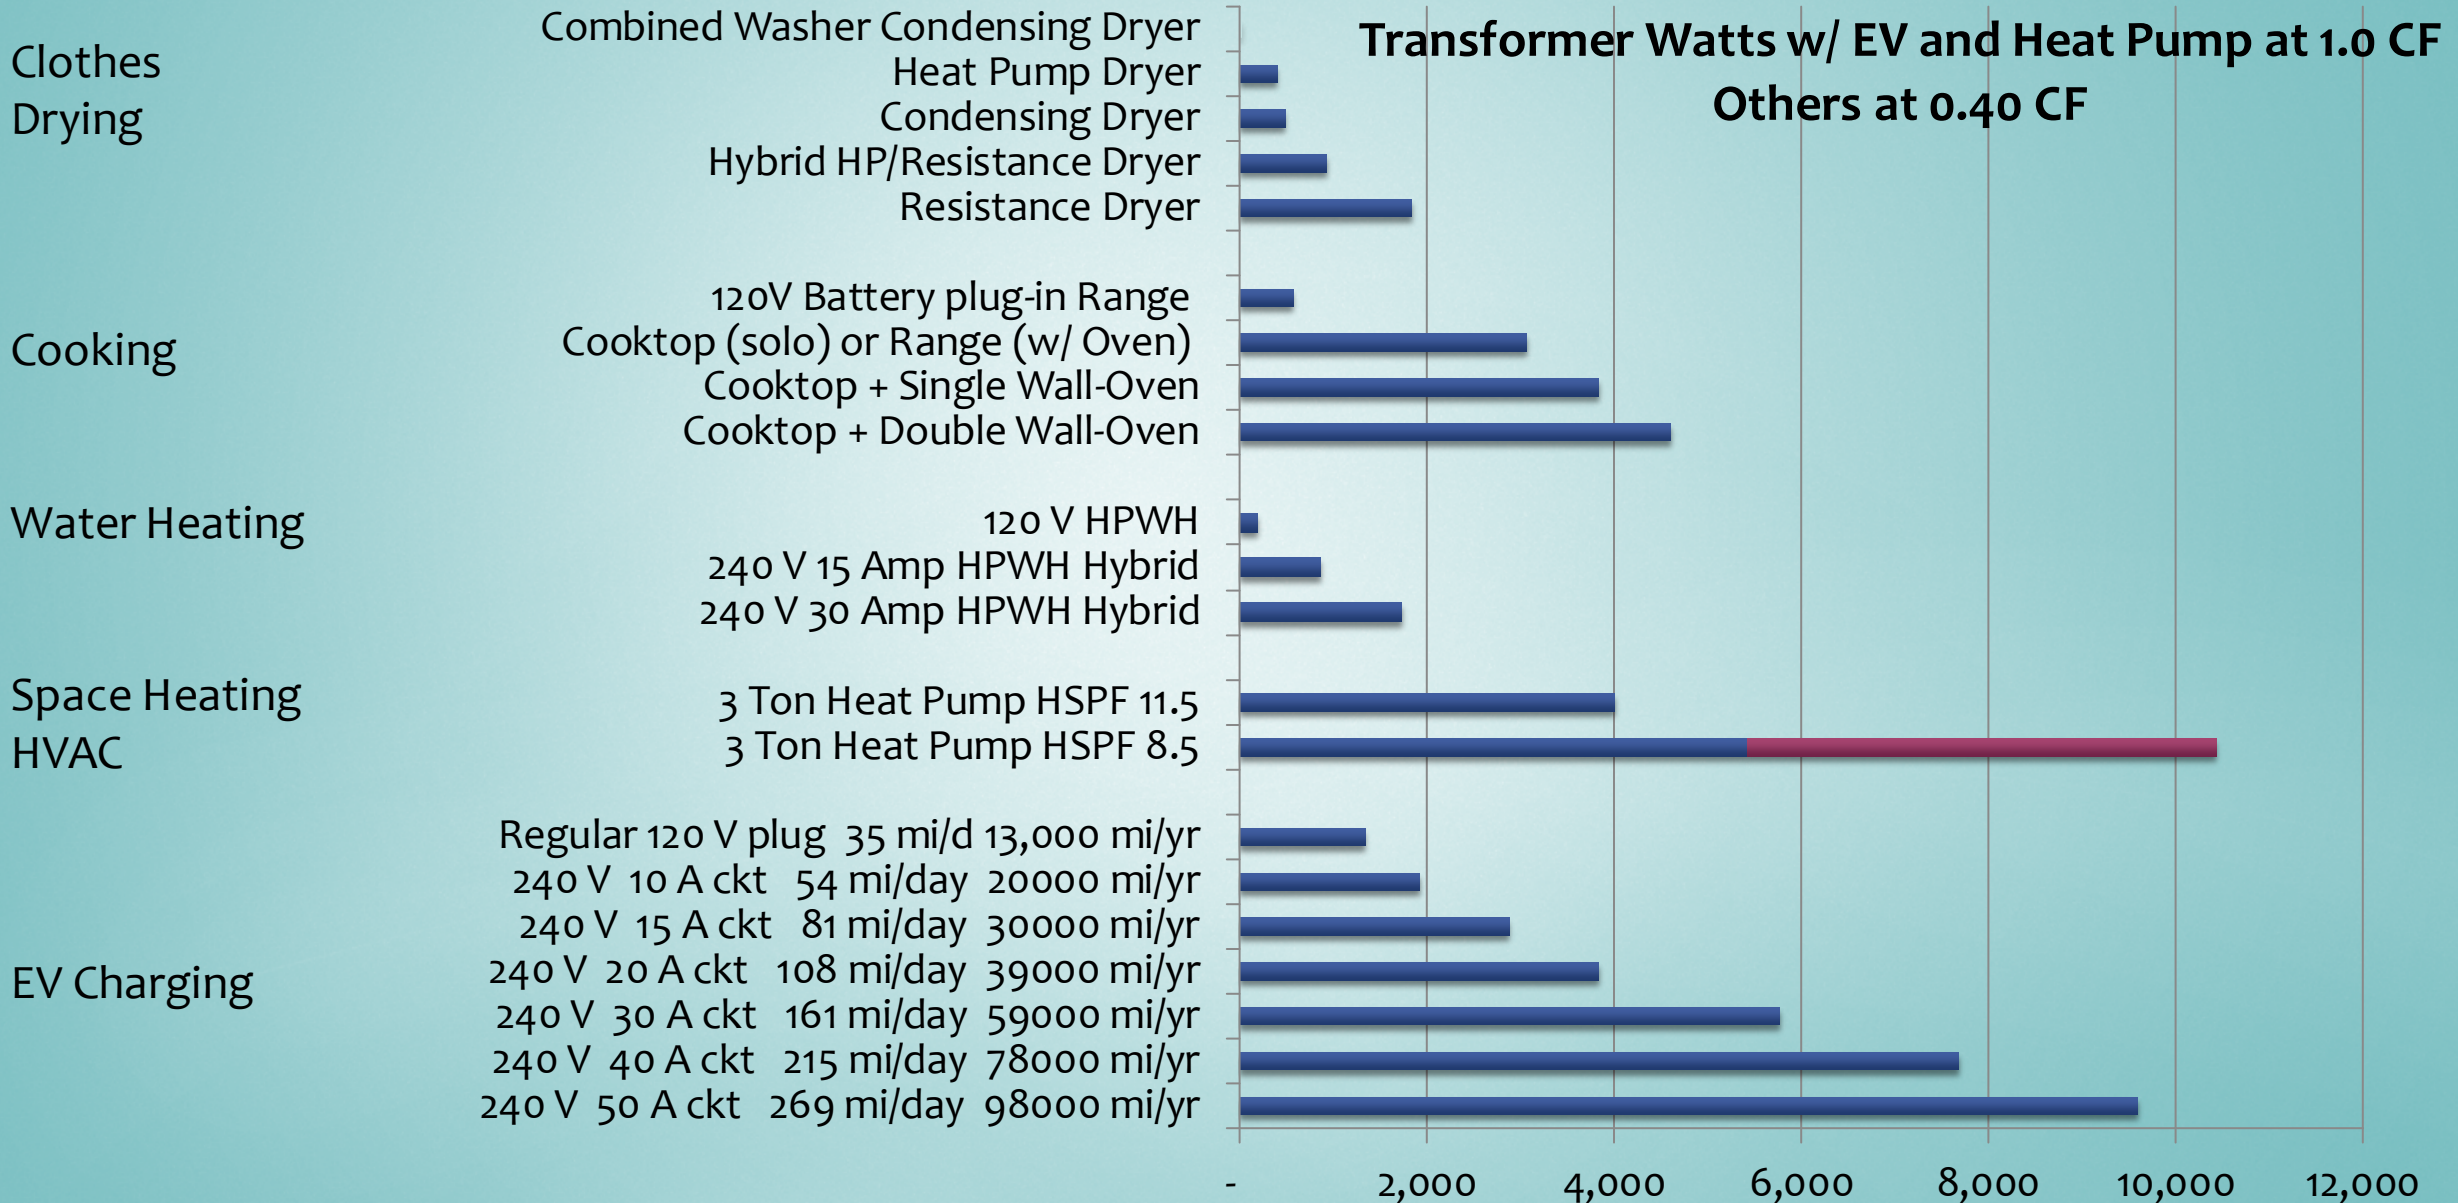 Transformer Watts w/ EV and Heat Pump at 1.0 CF
Others at 0.40 CF
Clothes
Drying
Combined Washer Condensing Dryer
Heat Pump Dryer
Condensing Dryer
Hybrid HP/Resistance Dryer
Resistance Dryer
Cooking
120V Battery plug-in Range
Cooktop (solo) or Range (w/ Oven)
Cooktop + Single Wall-Oven
Cooktop + Double Wall-Oven
Water Heating
120 V HPWH
240 V 15 Amp HPWH Hybrid
240 V 30 Amp HPWH Hybrid
Space Heating
HVAC
3 Ton Heat Pump HSPF 11.5
3 Ton Heat Pump HSPF 8.5
EV Charging
Regular 120 V plug 35 mi/d 13,000 mi/yr
240 V 10 A ckt 54 mi/day 20000 mi/yr
240 V 15 A ckt 81 mi/day 30000 mi/yr
240 V 20 A ckt 108 mi/day 39000 mi/yr
240 V 30 A ckt 161 mi/day 59000 mi/yr
240 V 40 A ckt 215 mi/day 78000 mi/yr
240 V 50 A ckt 269 mi/day 98000 mi/yr
- 2,000 4,000 6,000 8,000 10,000 12,000